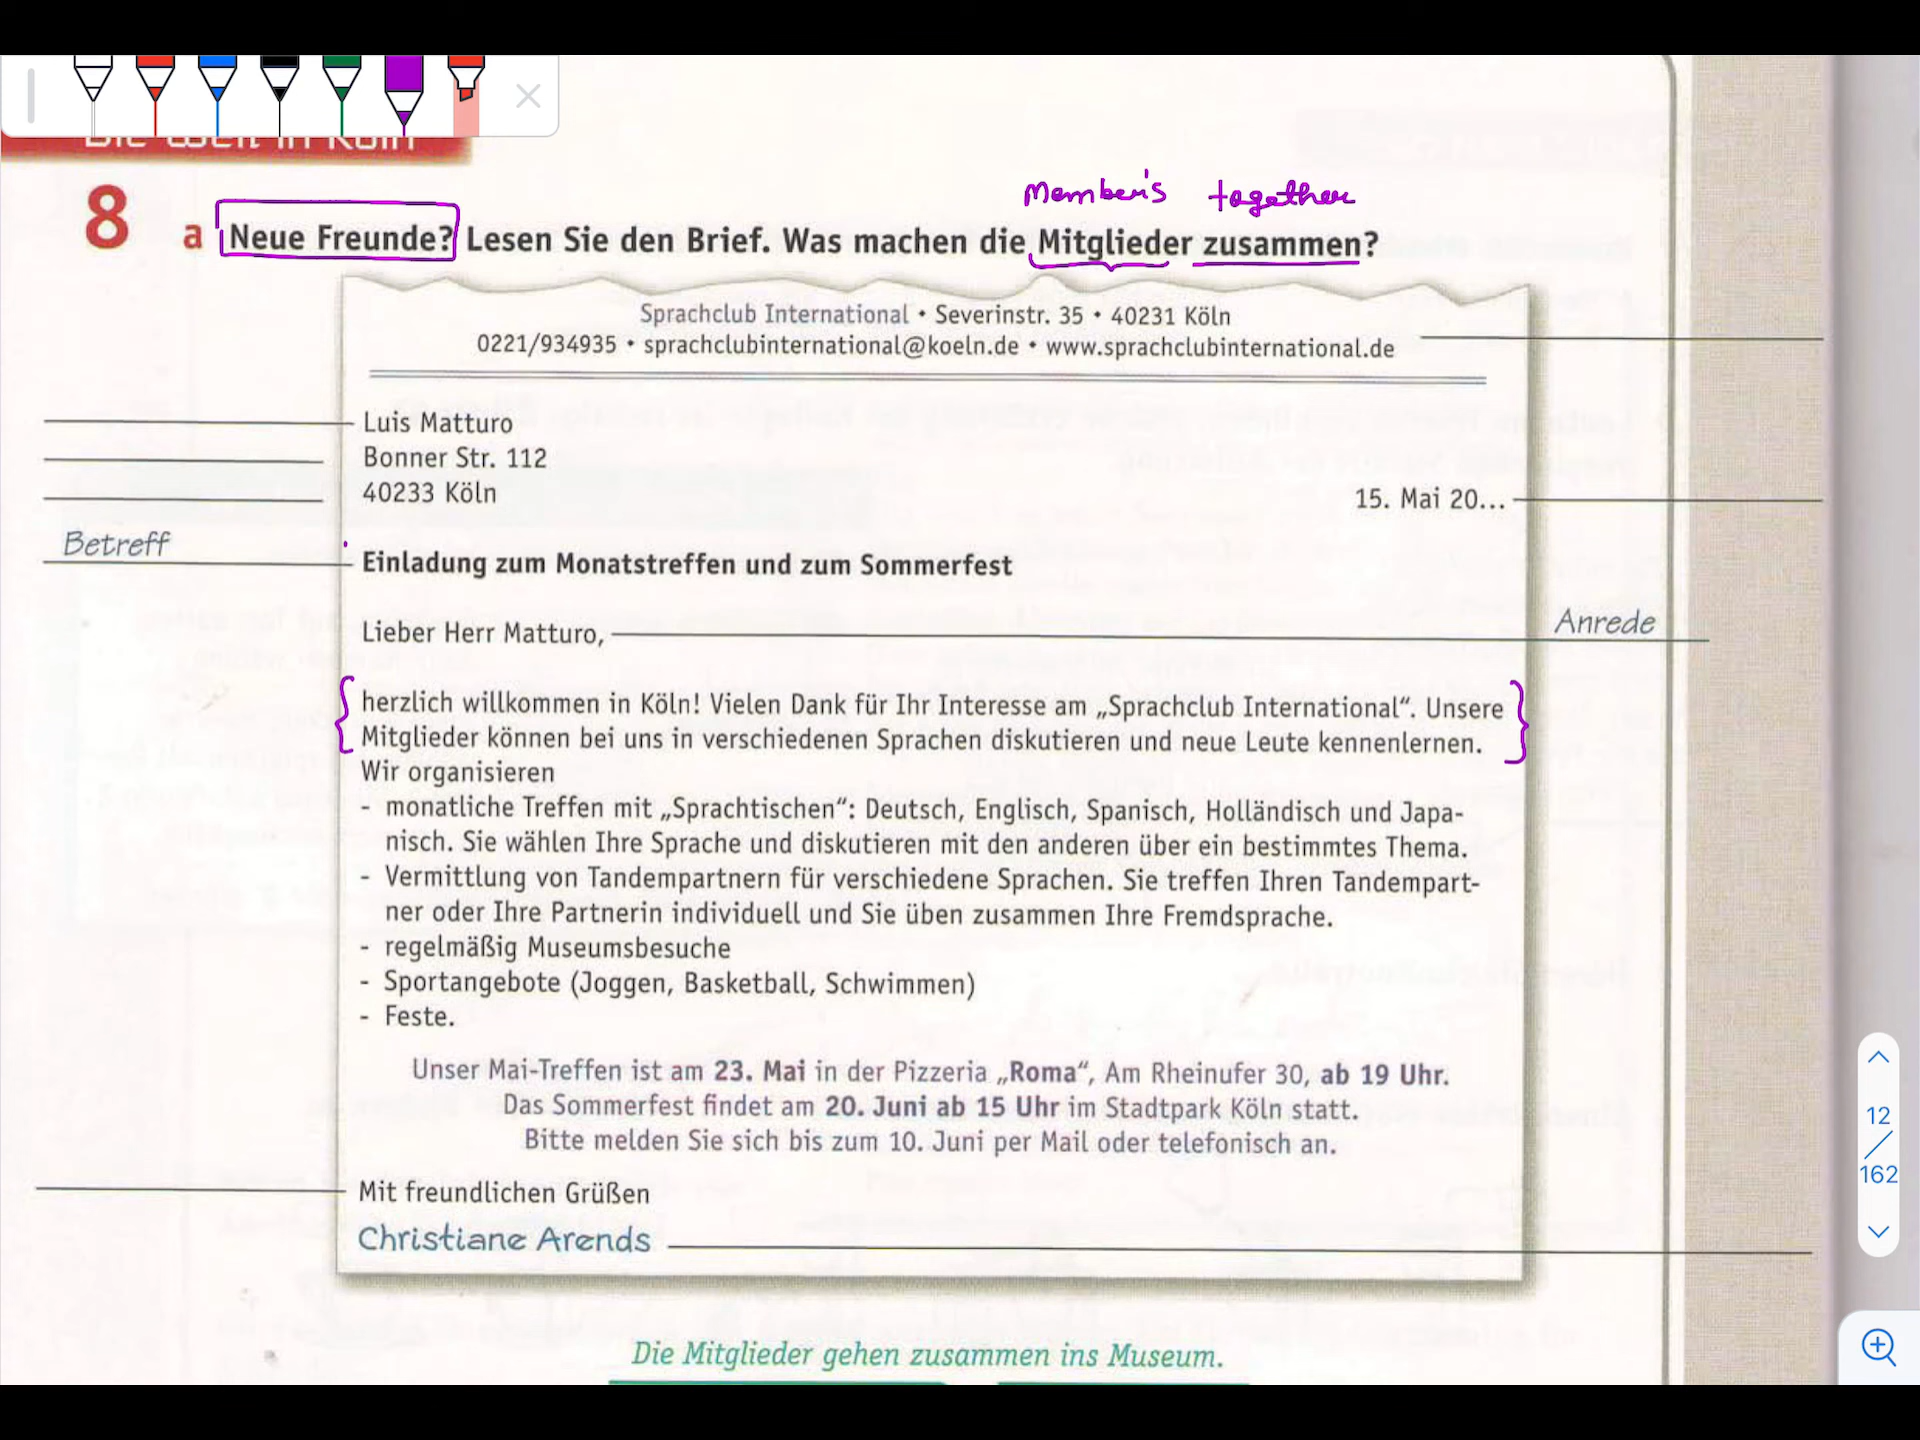 Die Welt in Köln
Member's together
8 a Neue Freunde? Lesen Sie den Brief. Was machen die Mitglieder zusammen?
Sprachclub International • Severinstr. 35 • 40231 Köln
0221/934935 • sprachclubinternational@koeln.de • www.sprachclubinternational.de
Luis Matturo
Bonner Str. 112
40233 Köln
15. Mai 20...
Betreff
Einladung zum Monatstreffen und zum Sommerfest
Lieber Herr Matturo,
Anrede
herzlich willkommen in Köln! Vielen Dank für Ihr Interesse am „Sprachclub International“. Unsere
Mitglieder können bei uns in verschiedenen Sprachen diskutieren und neue Leute kennenlernen.
Wir organisieren
- monatliche Treffen mit „Sprachtischen“: Deutsch, Englisch, Spanisch, Holländisch und Japa-
nisch. Sie wählen Ihre Sprache und diskutieren mit den anderen über ein bestimmtes Thema.
- Vermittlung von Tandempartnern für verschiedene Sprachen. Sie treffen Ihren Tandempart-
ner oder Ihre Partnerin individuell und Sie üben zusammen Ihre Fremdsprache.
- regelmäßig Museumsbesuche
- Sportangebote (Joggen, Basketball, Schwimmen)
- Feste.
Unser Mai-Treffen ist am 23. Mai in der Pizzeria „Roma“, Am Rheinufer 30, ab 19 Uhr.
Das Sommerfest findet am 20. Juni ab 15 Uhr im Stadtpark Köln statt.
Bitte melden Sie sich bis zum 10. Juni per Mail oder telefonisch an.
Mit freundlichen Grüßen
Christiane Arends
Die Mitglieder gehen zusammen ins Museum.
12
/
162